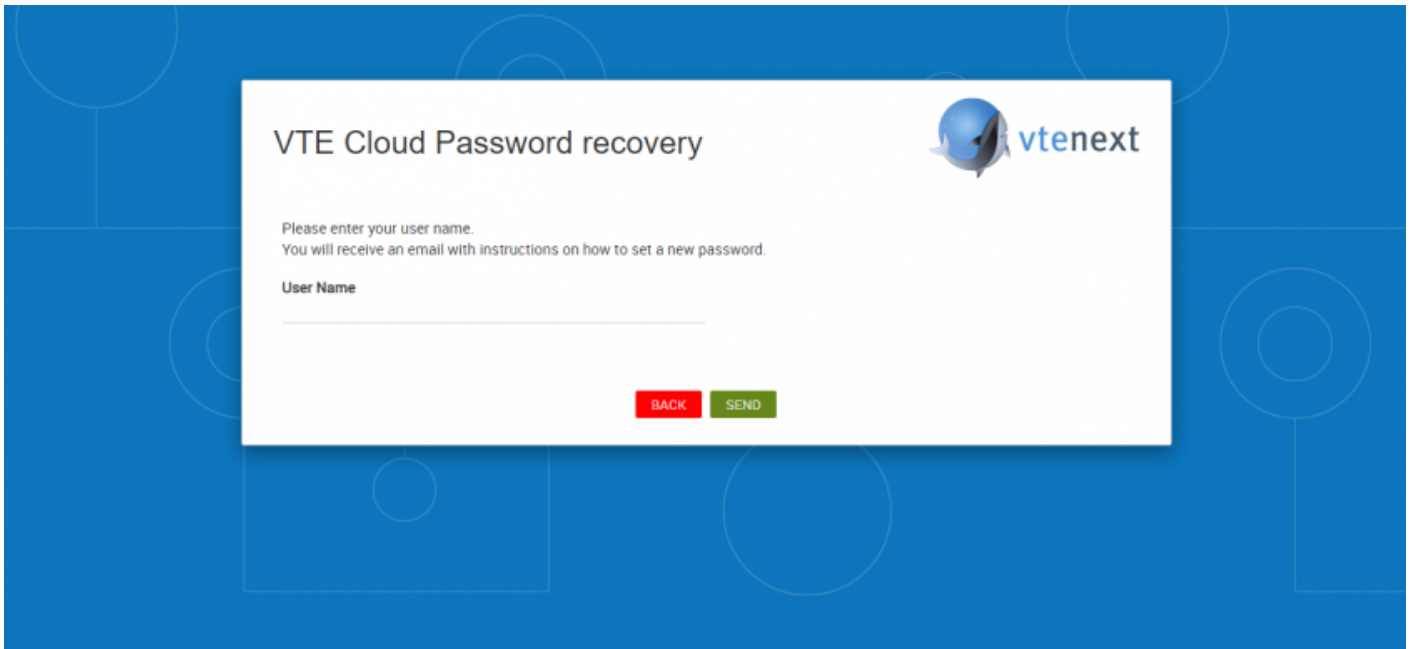 VTE Cloud Password recovery
vtenext
Please enter your user name.
You will receive an email with instructions on how to set a new password.
User Name
BACK SEND